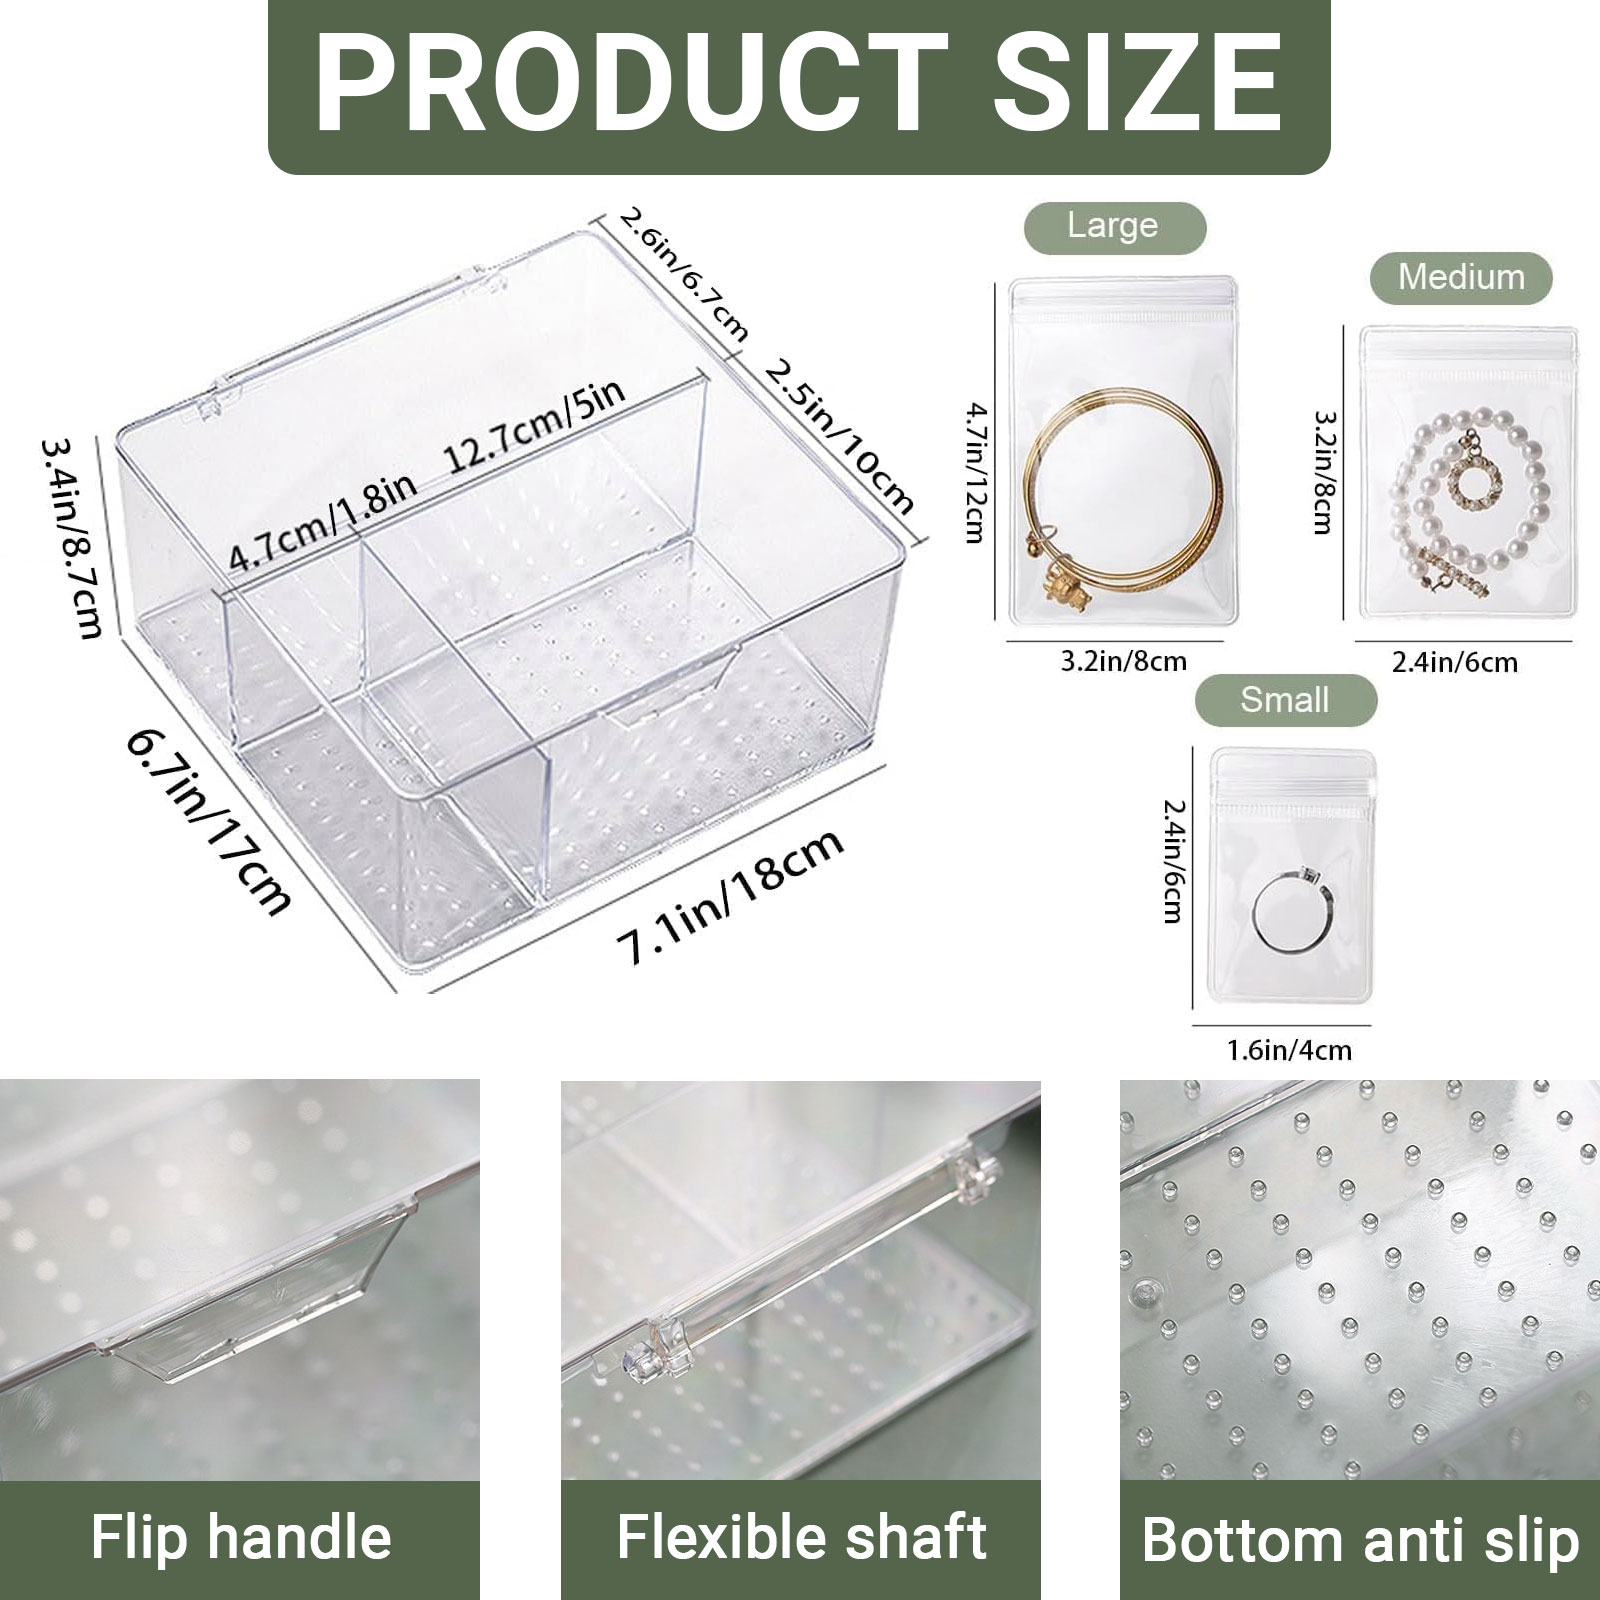 PRODUCT SIZE
2.6in/6.7cm
2.5in/10cm
12.7cm/5in
4.7cm/1.8in
3.4in/8.7cm
6.7in/17cm
7.1in/18cm
Large
4.7in/12cm
3.2in/8cm
Medium
3.2in/8cm
2.4in/6cm
Small
2.4in/6cm
1.6in/4cm
Flip handle
Flexible shaft
Bottom anti slip